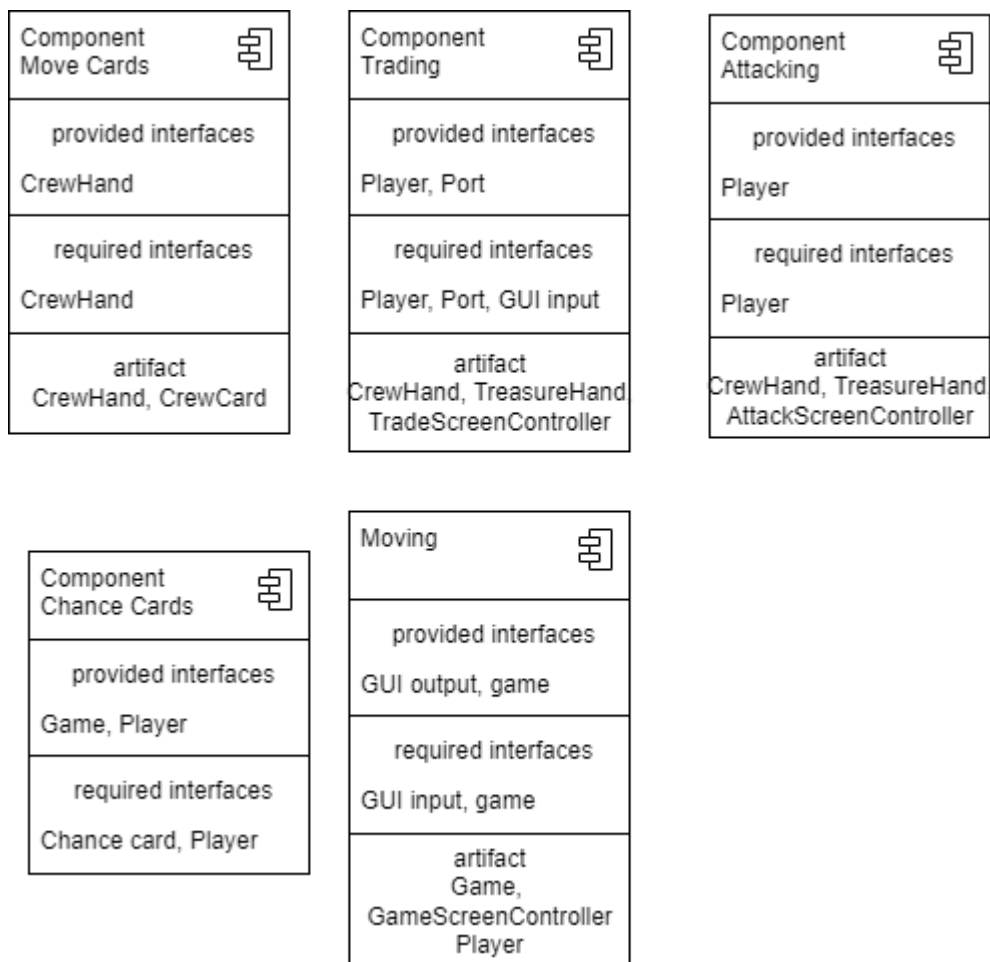 Component
Move Cards
provided interfaces
CrewHand
required interfaces
CrewHand
artifact
CrewHand, CrewCard
Component
Trading
provided interfaces
Player, Port
required interfaces
Player, Port, GUI input
artifact
CrewHand, TreasureHand,
TradeScreenController
Component
Attacking
provided interfaces
Player
required interfaces
Player
artifact
CrewHand, TreasureHand,
AttackScreenController
Component
Chance Cards
provided interfaces
Game, Player
required interfaces
Chance card, Player
Moving
provided interfaces
GUI output, game
required interfaces
GUI input, game
artifact
Game,
GameScreenController
Player